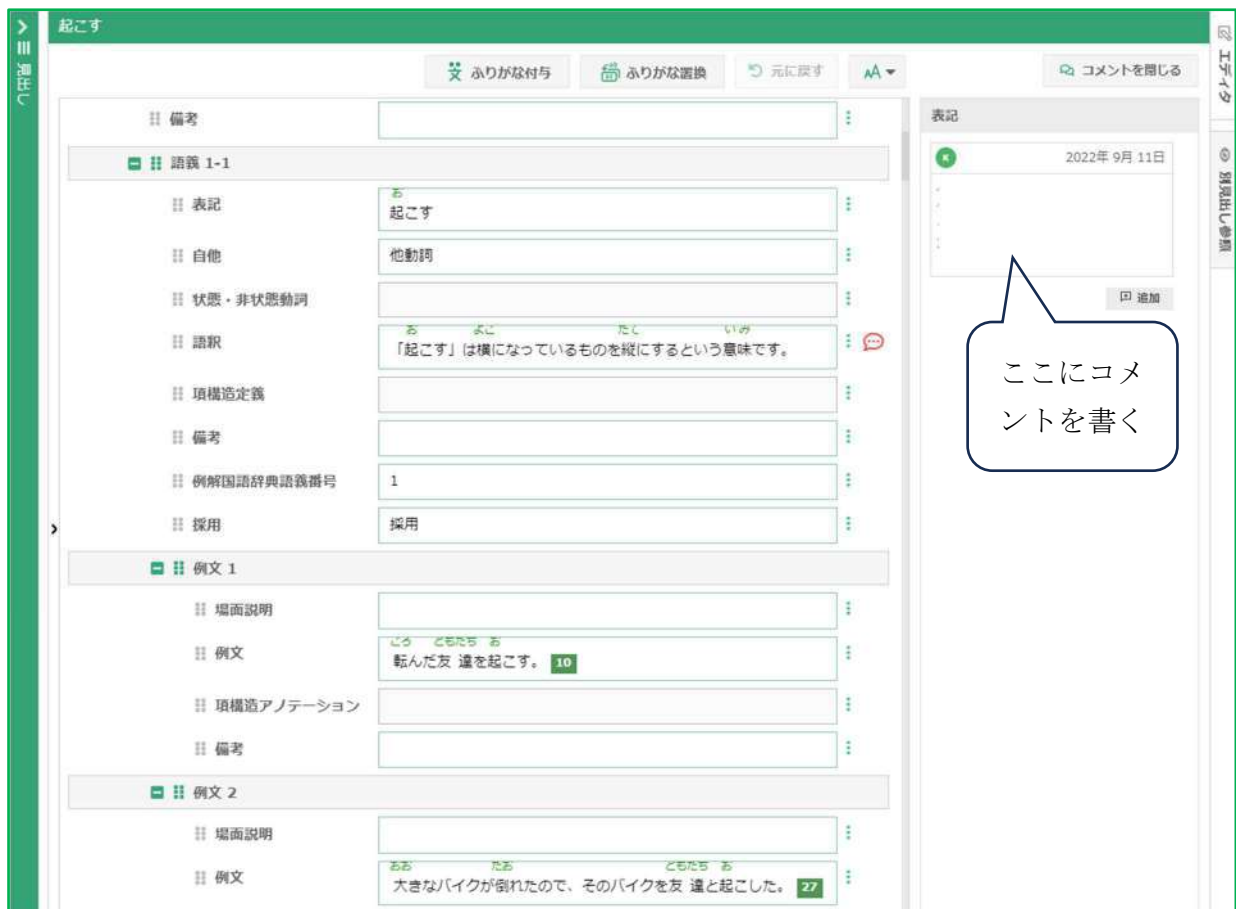 見出し
起こす
ふりがな付与 ふりがな置換 元に戻す AA
コメントを閉じる
エディタ
別見出し参照
備考
語義 1-1
表記
お
起こす
自他 他動詞
状態・非状態動詞
語釈
お よこ たて いみ
「起こす」は横になっているものを縦にするという意味です。
項構造定義
備考
例解国語辞典語義番号 1
採用 採用
例文 1
場面説明
例文
ころ ともだち お
転んだ友 達を起こす。 10
項構造アノテーション
備考
例文 2
場面説明
例文
おお たお ともだち お
大きなバイクが倒れたので、そのバイクを友 達と起こした。 27
表記
K 2022年 9月 11日
追加
ここにコメ
ントを書く